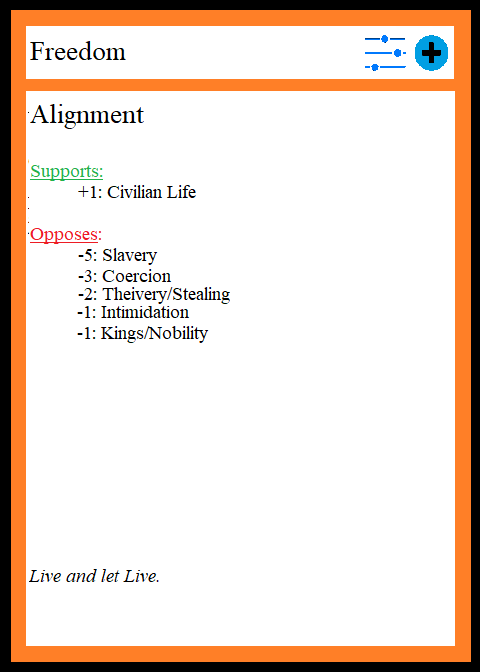 Freedom
Alignment
Supports:
+1: Civilian Life
Opposes:
-5: Slavery
-3: Coercion
-2: Theivery/Stealing
-1: Intimidation
-1: Kings/Nobility
Live and let Live.